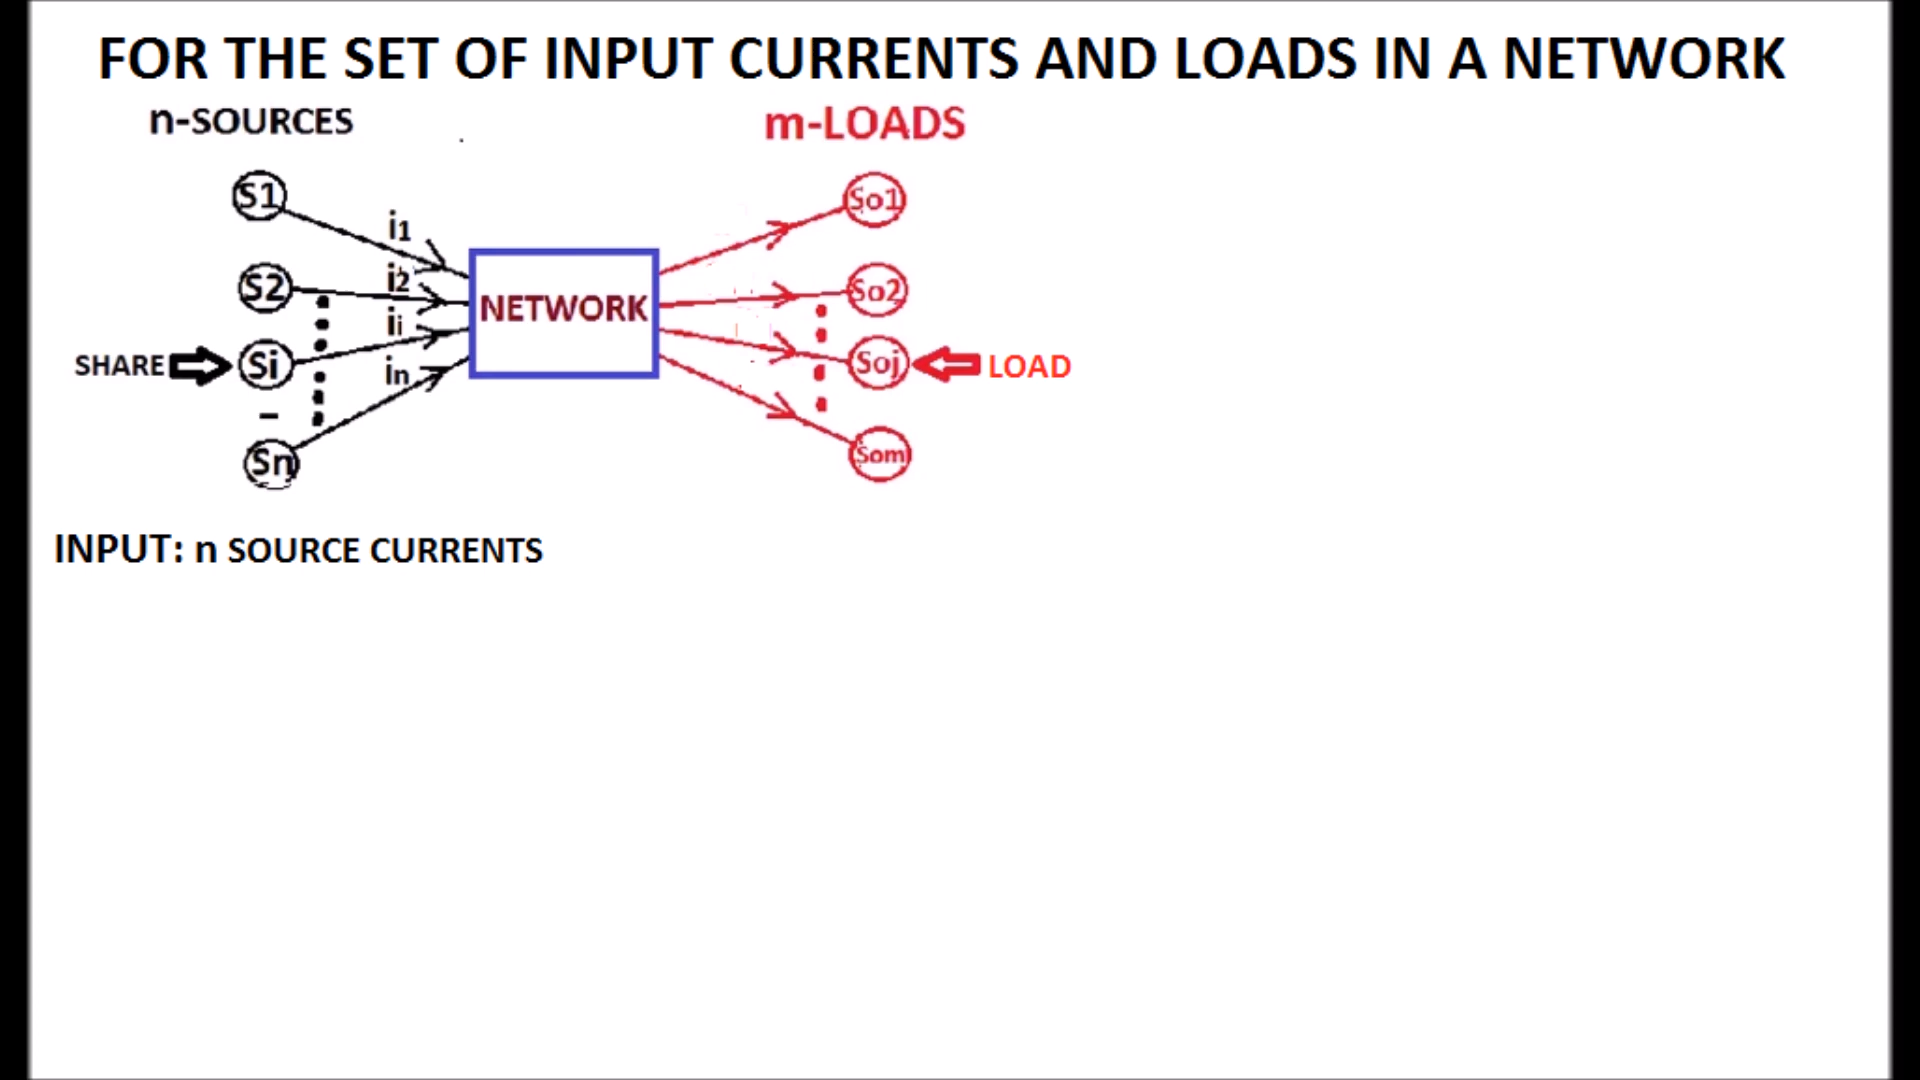 FOR THE SET OF INPUT CURRENTS AND LOADS IN A NETWORK
n-SOURCES
m-LOADS
S1
i1
So1
S2
i2
So2
NETWORK
ii
SHARE
Si
in
Soj
LOAD
Sn
Som
INPUT: n SOURCE CURRENTS